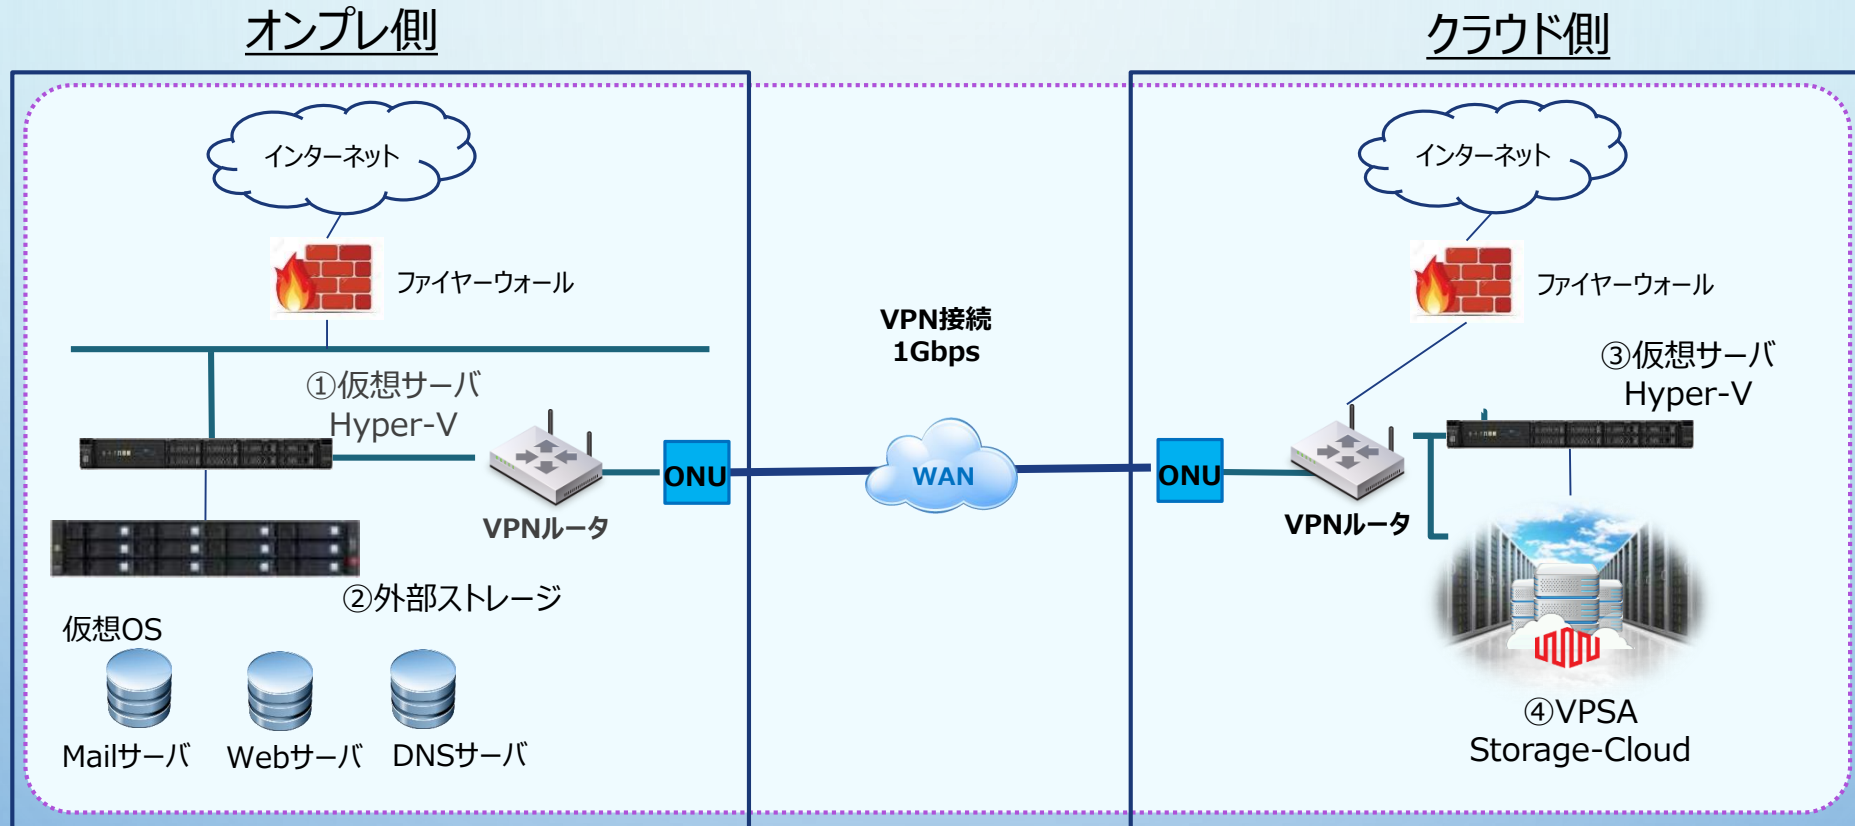 オンプレ側
クラウド側
インターネット
インターネット
ファイヤーウォール
ファイヤーウォール
VPN接続
1Gbps
①仮想サーバ
Hyper-V
③仮想サーバ
Hyper-V
ONU
WAN
ONU
VPNルータ
VPNルータ
②外部ストレージ
仮想OS
Mailサーバ
Webサーバ
DNSサーバ
④VPSA
Storage-Cloud